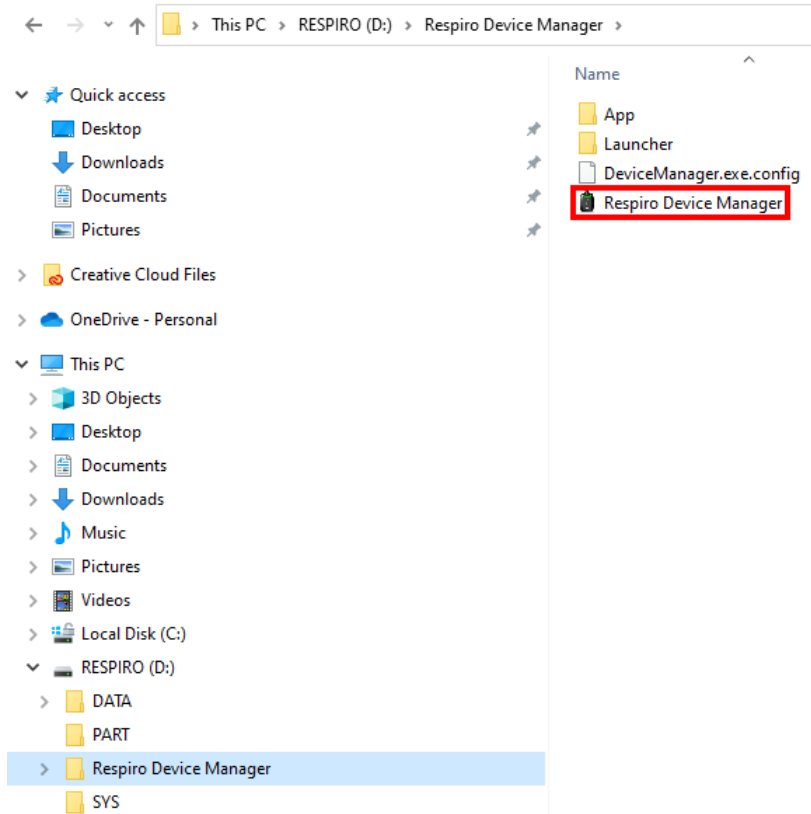 This PC > RESPIRO (D:) > Respiro Device Manager >
Quick access
Desktop
Downloads
Documents
Pictures
Creative Cloud Files
OneDrive - Personal
This PC
3D Objects
Desktop
Documents
Downloads
Music
Pictures
Videos
Local Disk (C:)
RESPIRO (D:)
DATA
PART
Respiro Device Manager
SYS
Name
App
Launcher
DeviceManager.exe.config
Respiro Device Manager